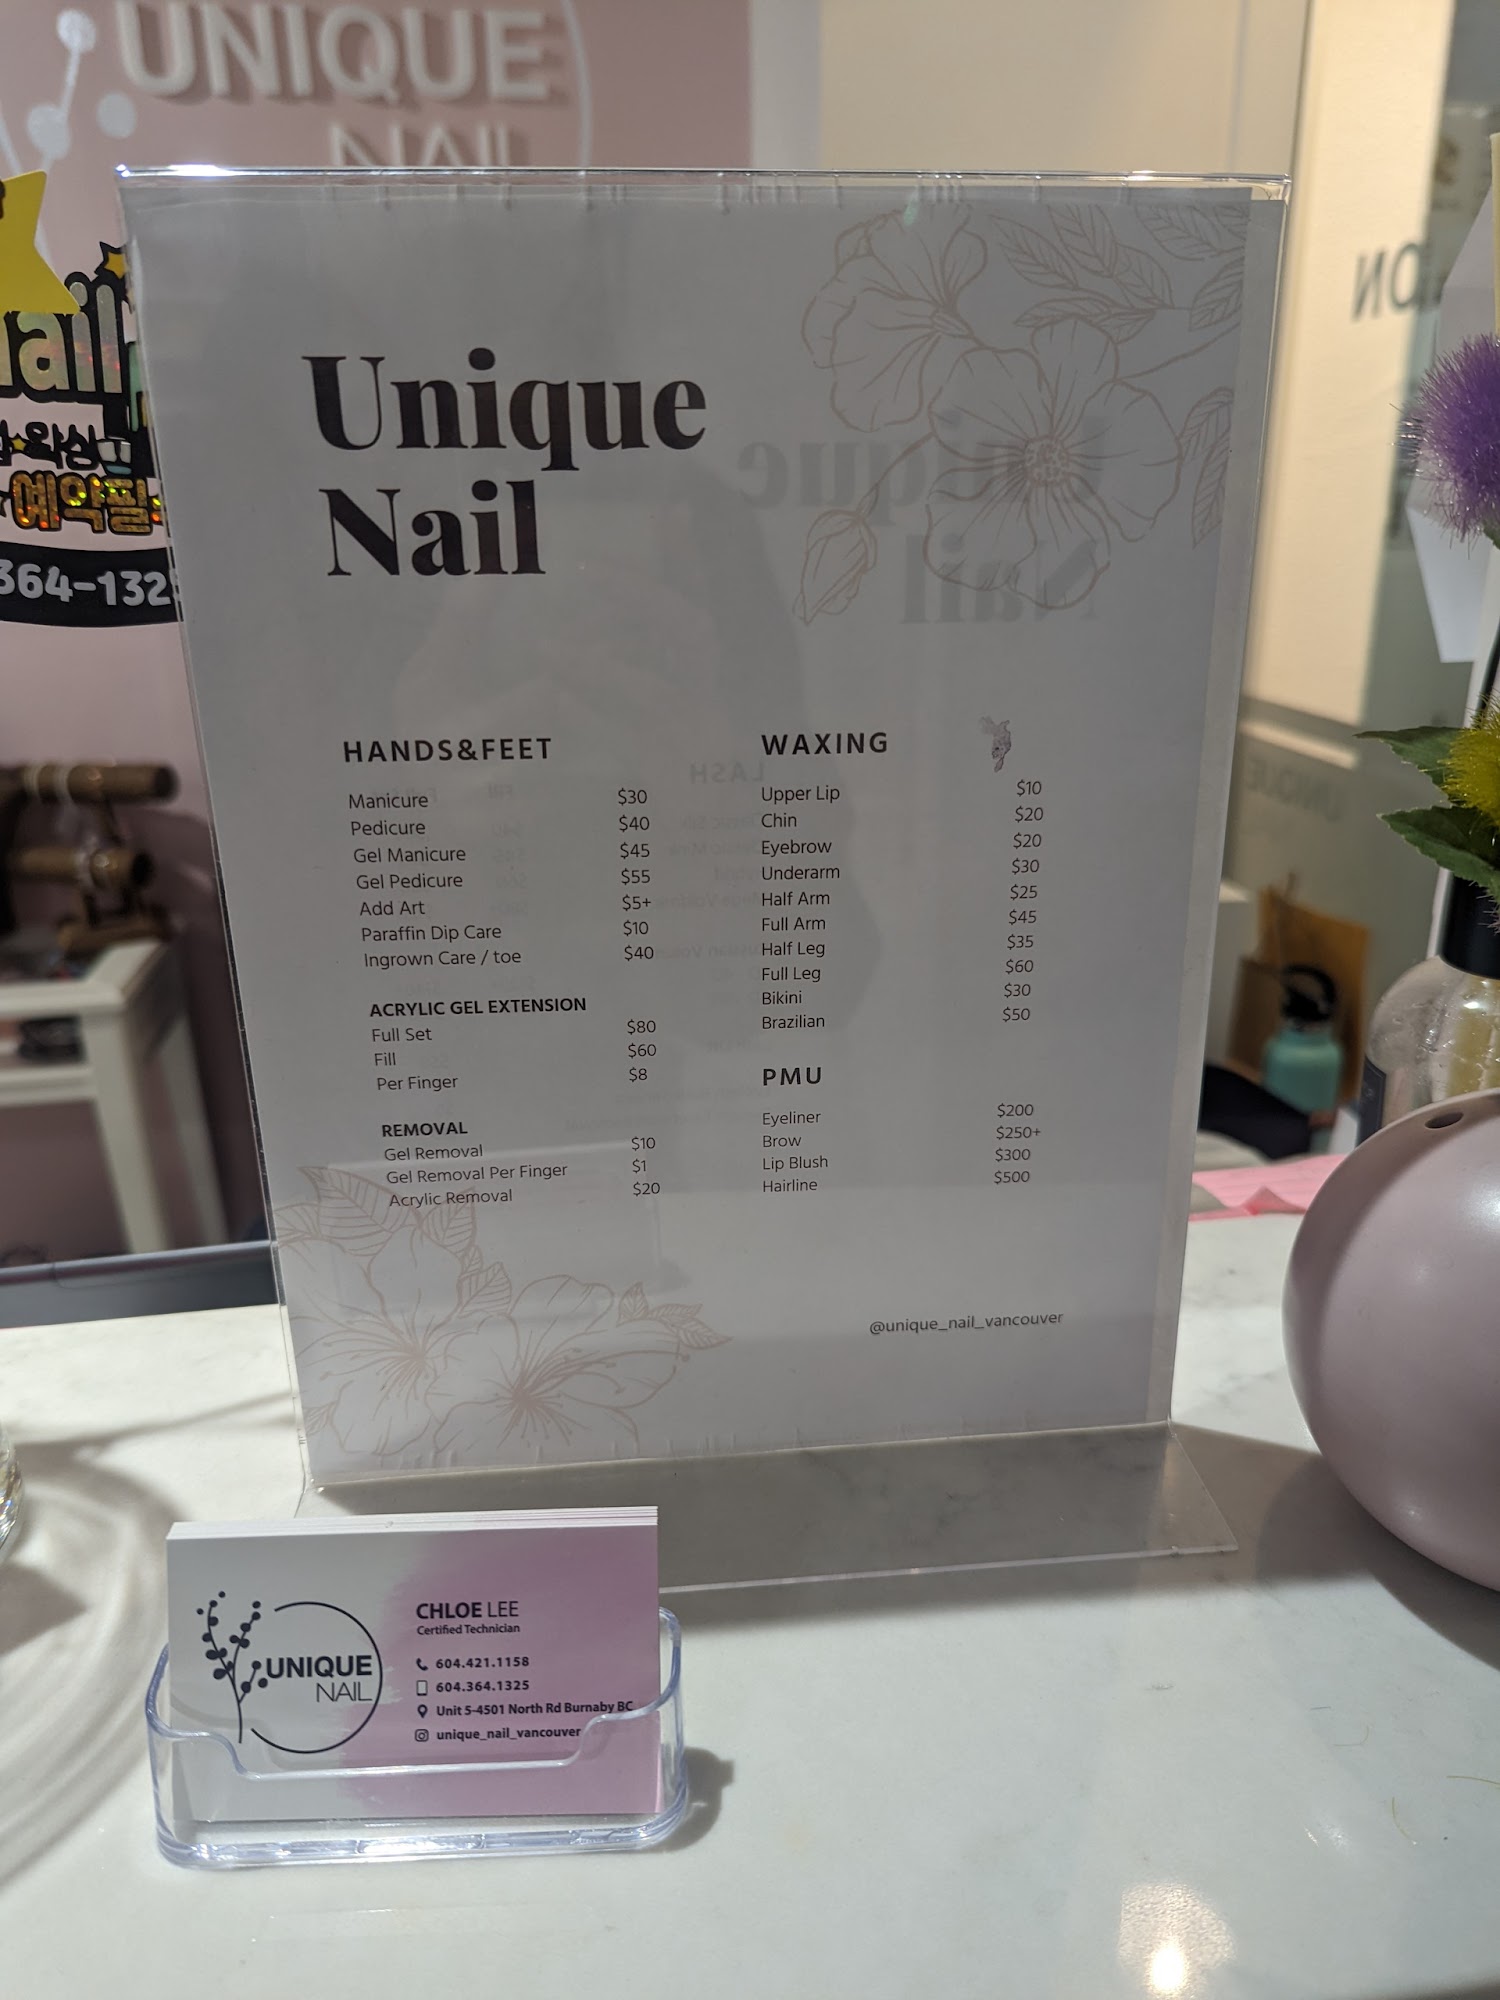 UNIQUE
NAIL
예약필
364-132
Unique
Nail
HANDS&FEET
Manicure $30
Pedicure $40
Gel Manicure $45
Gel Pedicure $55
Add Art $5+
Paraffin Dip Care $10
Ingrown Care / toe $40
ACRYLIC GEL EXTENSION
Full Set $80
Fill $60
Per Finger $8
REMOVAL
Gel Removal $10
Gel Removal Per Finger $1
Acrylic Removal $20
WAXING
Upper Lip $10
Chin $20
Eyebrow $20
Underarm $30
Half Arm $25
Full Arm $45
Half Leg $35
Full Leg $60
Bikini $30
Brazilian $50
PMU
Eyeliner $200
Brow $250+
Lip Blush $300
Hairline $500
@unique_nail_vancouver
UNIQUE
NAIL
CHLOE LEE
Certified Technician
604.421.1158
604.364.1325
Unit 5-4501 North Rd Burnaby BC
unique_nail_vancouver